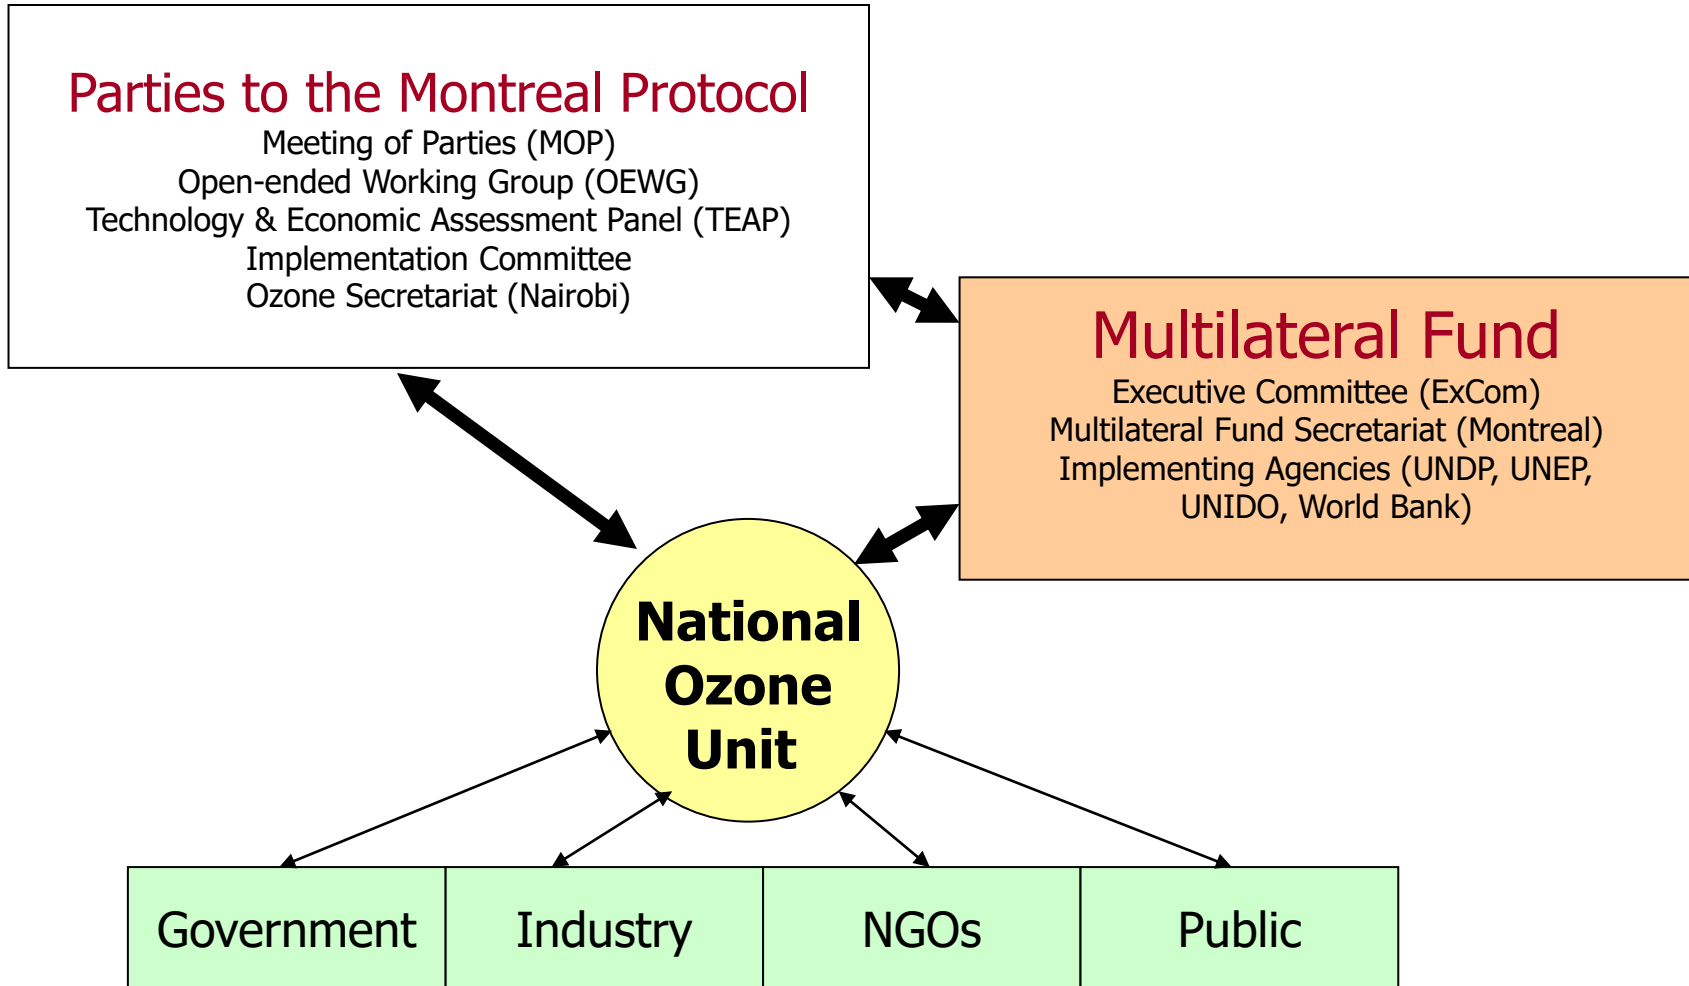 Parties to the Montreal Protocol
Meeting of Parties (MOP)
Open-ended Working Group (OEWG)
Technology & Economic Assessment Panel (TEAP)
Implementation Committee
Ozone Secretariat (Nairobi)
Multilateral Fund
Executive Committee (ExCom)
Multilateral Fund Secretariat (Montreal)
Implementing Agencies (UNDP, UNEP,
UNIDO, World Bank)
National
Ozone
Unit
Government
Industry
NGOs
Public